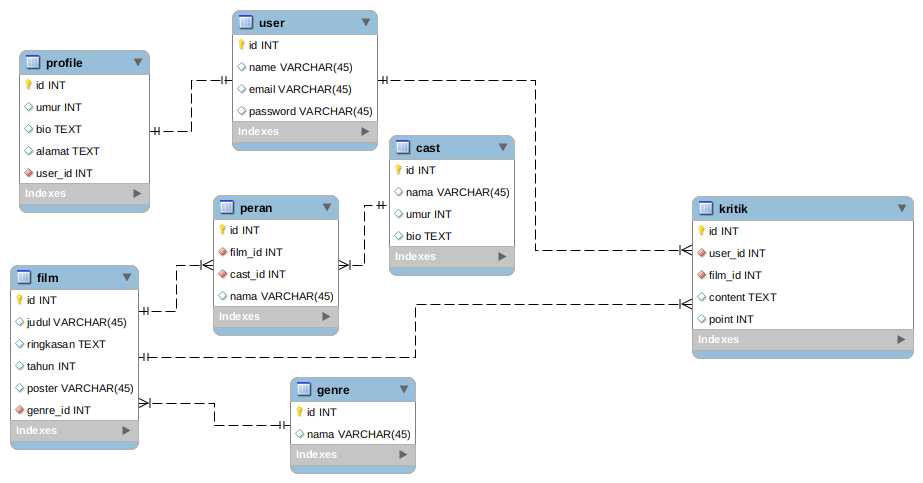 user
id INT
name VARCHAR(45)
email VARCHAR(45)
password VARCHAR(45)
Indexes
profile
id INT
umur INT
bio TEXT
alamat TEXT
user_id INT
Indexes
cast
id INT
nama VARCHAR(45)
umur INT
bio TEXT
Indexes
peran
id INT
film_id INT
cast_id INT
nama VARCHAR(45)
Indexes
kritik
id INT
user_id INT
film_id INT
content TEXT
point INT
Indexes
film
id INT
judul VARCHAR(45)
ringkasan TEXT
tahun INT
poster VARCHAR(45)
genre_id INT
Indexes
genre
id INT
nama VARCHAR(45)
Indexes